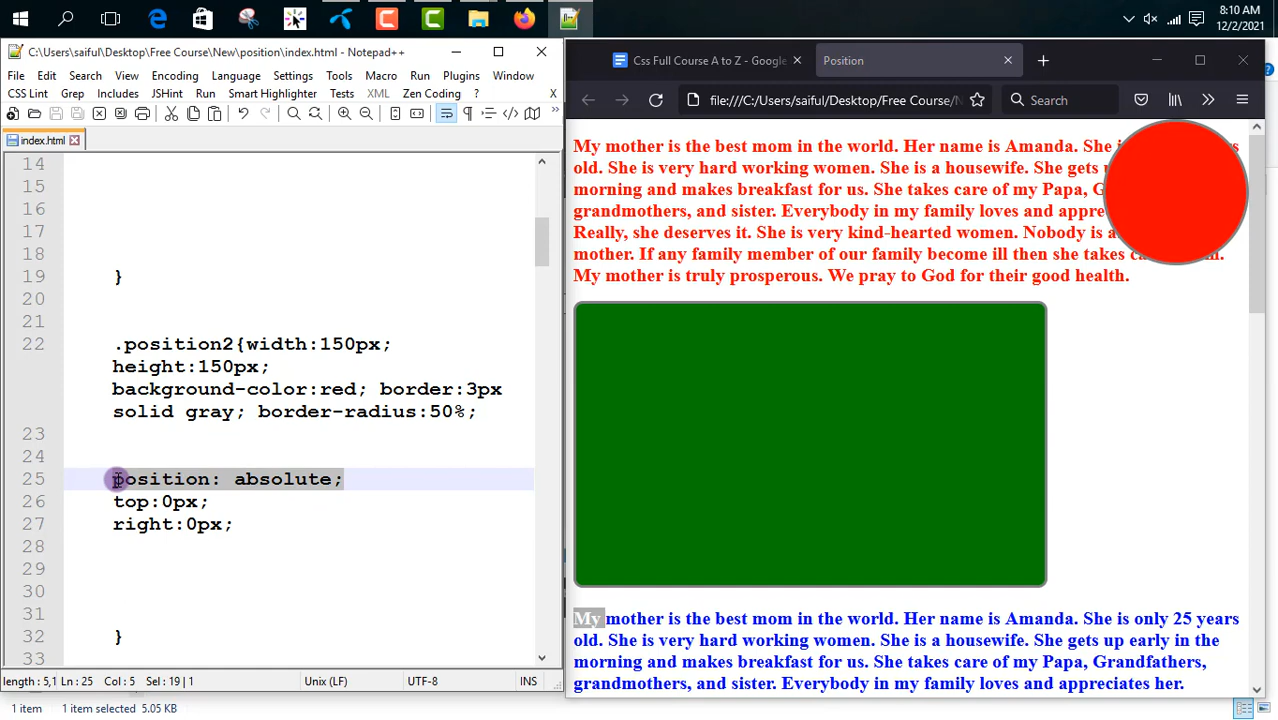 8:10 AM
12/2/2021
C:\Users\saiful\Desktop\Free Course\New\position\index.html - Notepad++
File Edit Search View Encoding Language Settings Tools Macro Run Plugins Window
CSS Lint Grep Includes JSHint Run Smart Highlighter Tests XML Zen Coding ? X
index.html
14
15
16
17
18
19 }
20
21
22 .position2{width:150px;
height:150px;
background-color:red; border:3px
solid gray; border-radius:50%;
23
24
25 position: absolute;
26 top:0px;
27 right:0px;
28
29
30
31
32 }
33
length : 5,1 Ln : 25 Col : 5 Sel : 19 | 1 Unix (LF) UTF-8 INS
1 item 1 item selected 5.05 KB
Css Full Course A to Z - Google
Position
file:///C:/Users/saiful/Desktop/Free Course/N
Search
My mother is the best mom in the world. Her name is Amanda. She
old. She is very hard working women. She is a housewife. She gets
morning and makes breakfast for us. She takes care of my Papa, G
grandmothers, and sister. Everybody in my family loves and appre
Really, she deserves it. She is very kind-hearted women. Nobody is a
mother. If any family member of our family become ill then she takes
My mother is truly prosperous. We pray to God for their good health.
My mother is the best mom in the world. Her name is Amanda. She is only 25 years
old. She is very hard working women. She is a housewife. She gets up early in the
morning and makes breakfast for us. She takes care of my Papa, Grandfathers,
grandmothers, and sister. Everybody in my family loves and appreciates her.